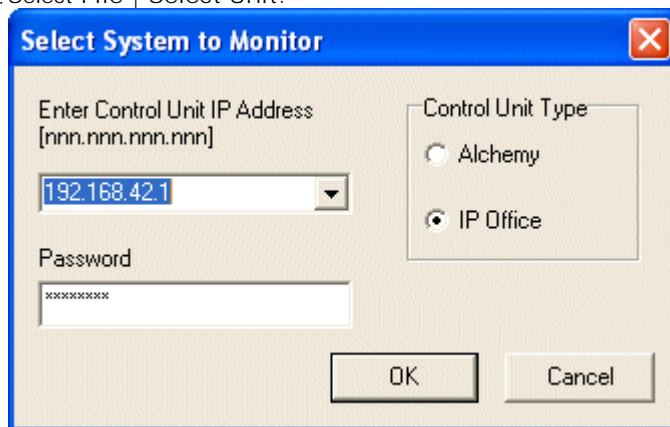 Select File | Select Unit.
Select System to Monitor
Enter Control Unit IP Address
[nnn.nnn.nnn.nnn]
192.168.42.1
Control Unit Type
Alchemy
IP Office
Password
xxxxxxxx
OK
Cancel